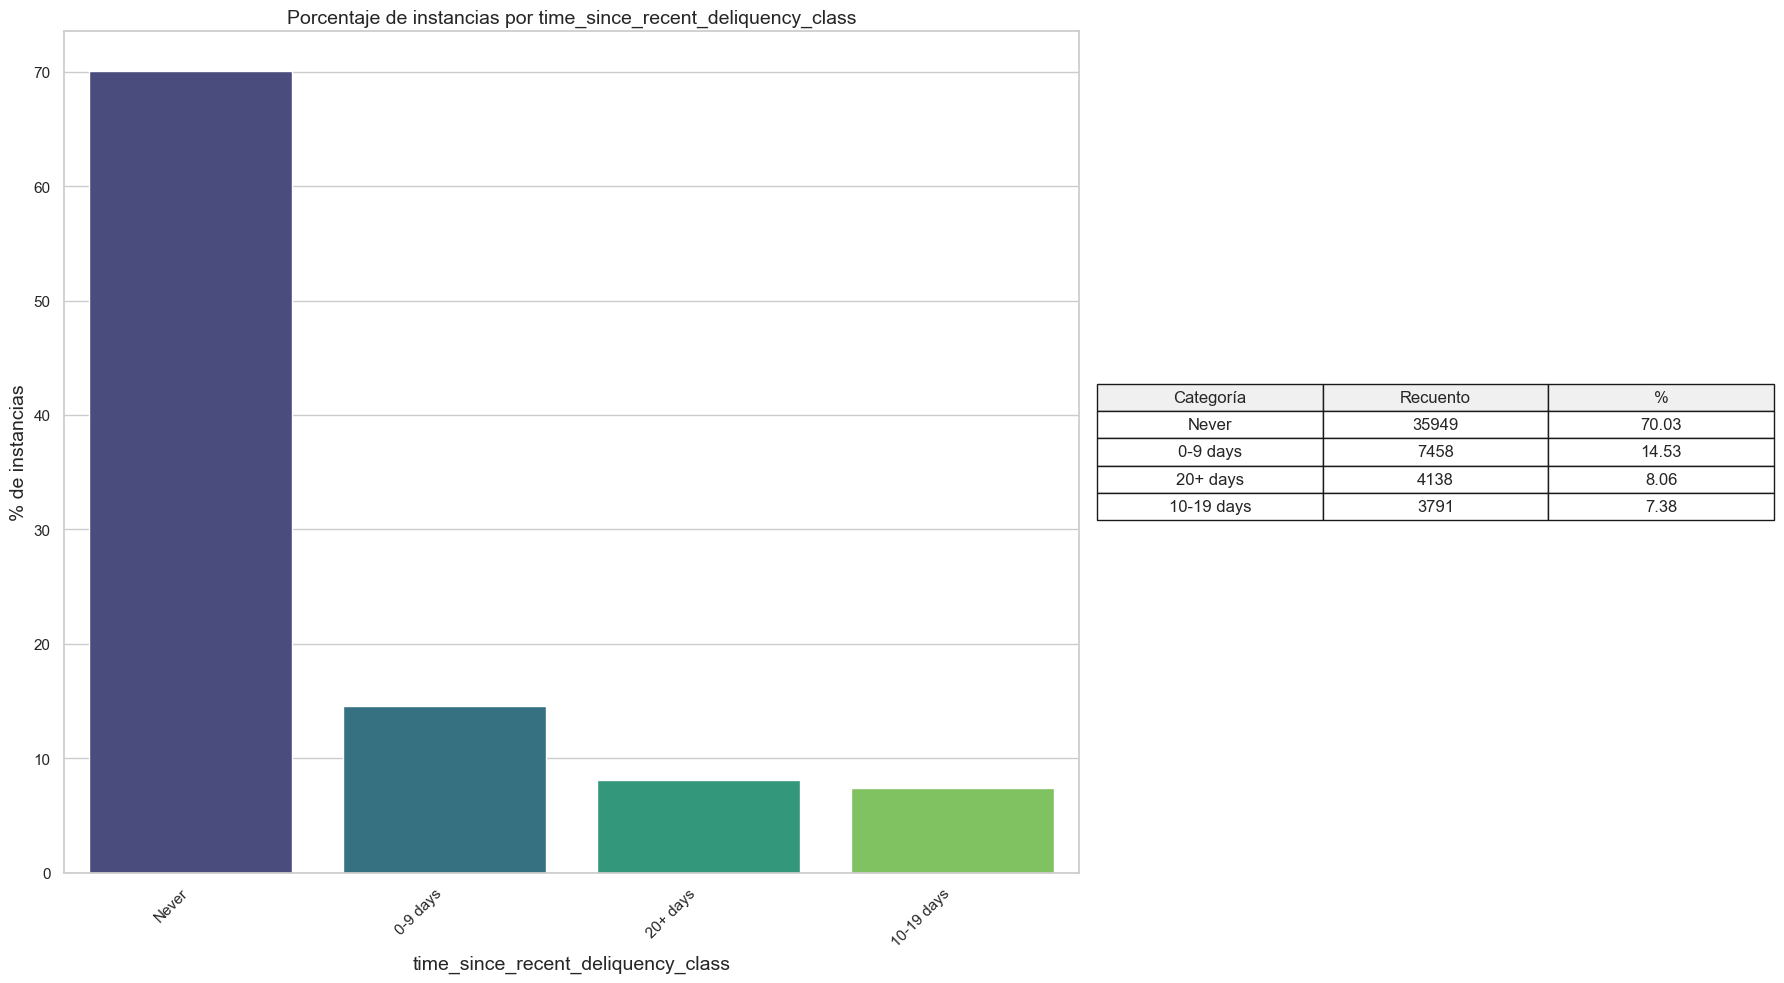 Porcentaje de instancias por time_since_recent_deliquency_class
% de instancias
70
60
50
40
30
20
10
0
Never
0-9 days
20+ days
10-19 days
time_since_recent_deliquency_class
Categoría Recuento %
Never 35949 70.03
0-9 days 7458 14.53
20+ days 4138 8.06
10-19 days 3791 7.38